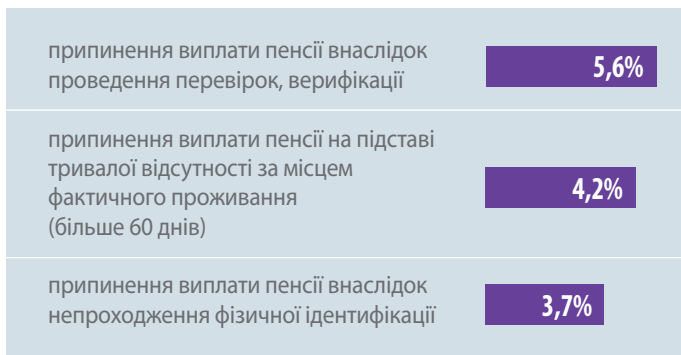 припинення виплати пенсії внаслідок
проведення перевірок, верифікації
5,6%
припинення виплати пенсії на підставі
тривалої відсутності за місцем
фактичного проживання
(більше 60 днів)
4,2%
припинення виплати пенсії внаслідок
непроходження фізичної ідентифікації
3,7%